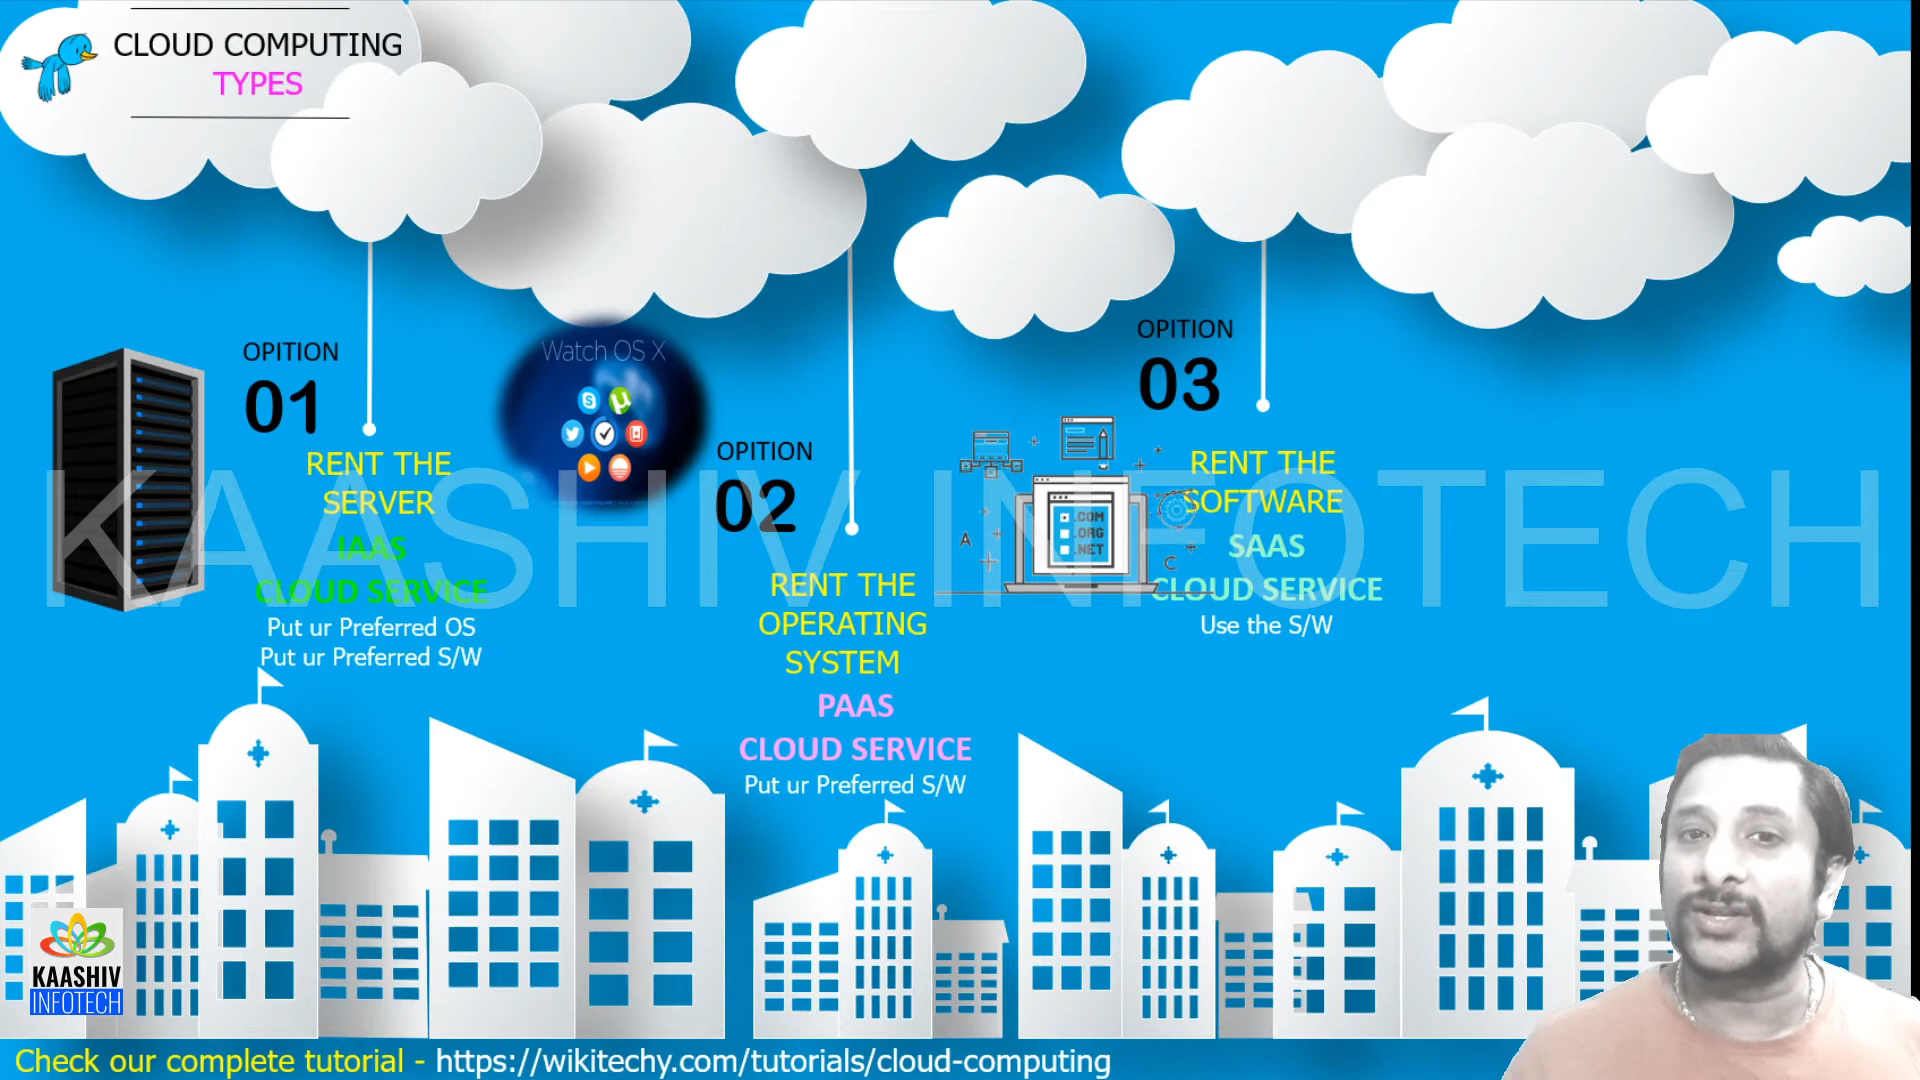 CLOUD COMPUTING
TYPES
OPITION
01
RENT THE
SERVER
IAAS
CLOUD SERVICE
Put ur Preferred OS
Put ur Preferred S/W
Watch OS X
OPITION
02
RENT THE
OPERATING
SYSTEM
PAAS
CLOUD SERVICE
Put ur Preferred S/W
OPITION
03
RENT THE
SOFTWARE
SAAS
CLOUD SERVICE
Use the S/W
.COM
.ORG
.NET
A
C
KAASHIV INFOTECH
KAASHIV
INFOTECH
Check our complete tutorial - https://wikitechy.com/tutorials/cloud-computing